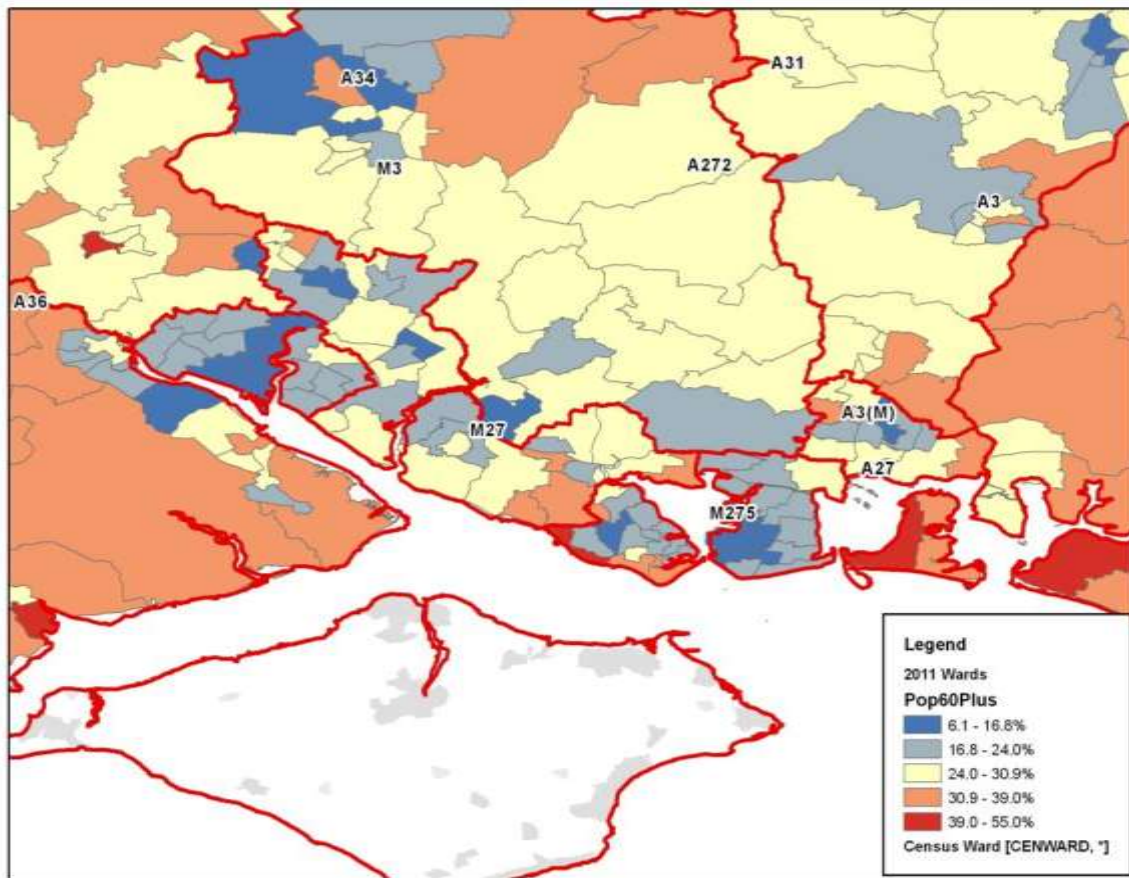 A34
A31
M3
A272
A3
A36
M27
A3(M)
A27
M275
Legend
2011 Wards
Pop60Plus
6.1 - 16.8%
16.8 - 24.0%
24.0 - 30.9%
30.9 - 39.0%
39.0 - 55.0%
Census Ward [CENWARD, *]